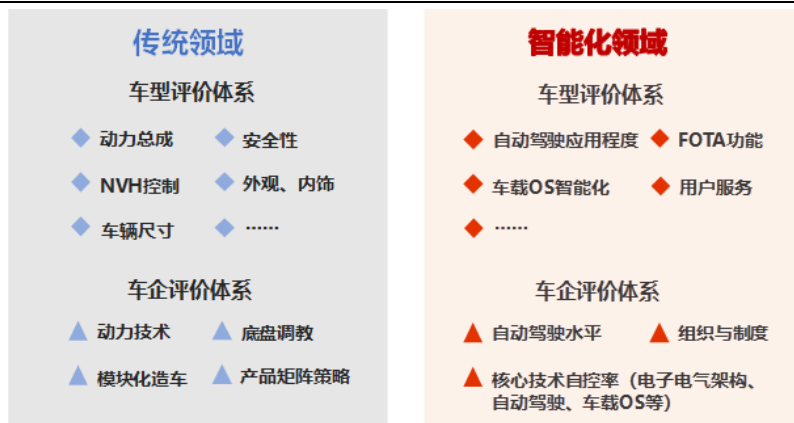 传统领域
车型评价体系
动力总成
安全性
NVH控制
外观、内饰
车辆尺寸
……
车企评价体系
动力技术
底盘调教
模块化造车
产品矩阵策略
智能化领域
车型评价体系
自动驾驶应用程度
FOTA功能
车载OS智能化
用户服务
……
车企评价体系
自动驾驶水平
组织与制度
核心技术自控率（电子电气架构、
自动驾驶、车载OS等）